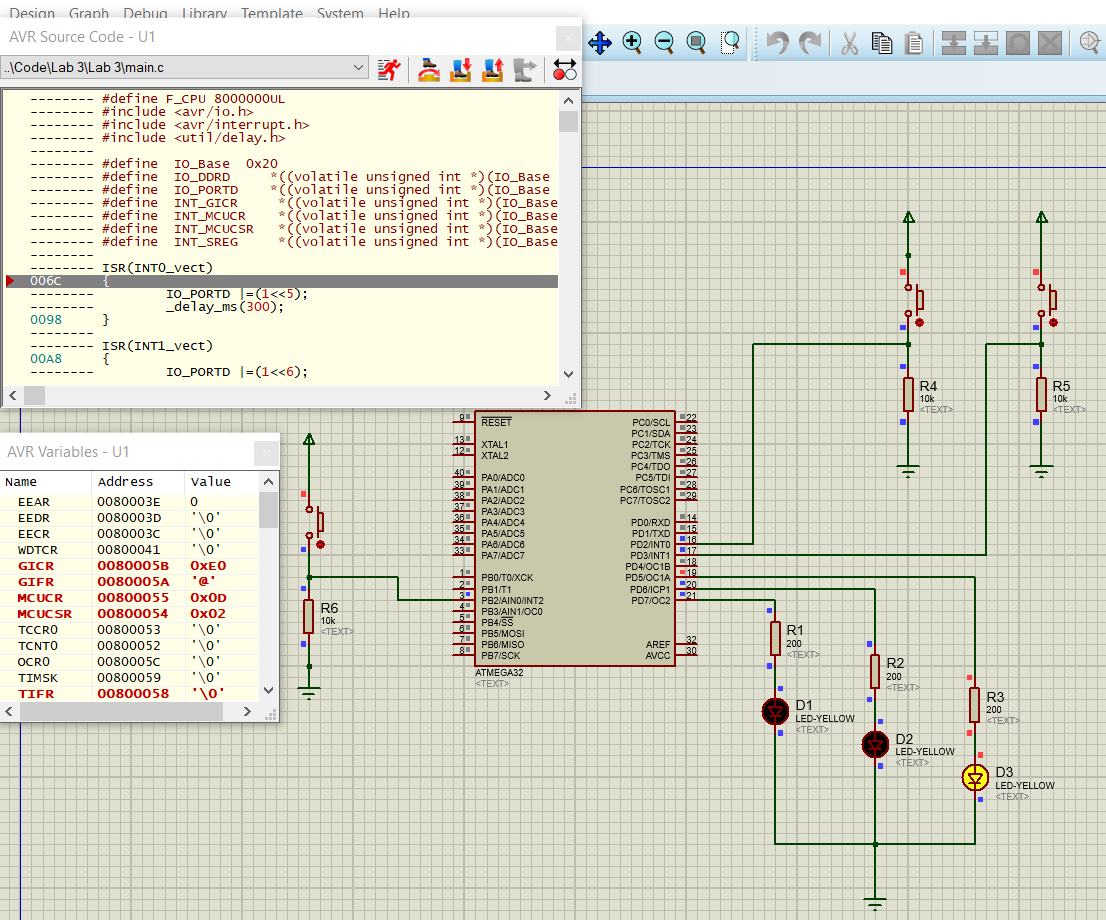 Design Graph Debug Library Template System Help
AVR Source Code - U1
..\Code\Lab 3\Lab 3\main.c
-------- #define F_CPU 8000000UL
-------- #include <avr/io.h>
-------- #include <avr/interrupt.h>
-------- #include <util/delay.h>
--------
-------- #define  IO_Base  0x20
-------- #define  IO_DDRD     *((volatile unsigned int *)(IO_Base
-------- #define  IO_PORTD    *((volatile unsigned int *)(IO_Base
-------- #define  INT_GICR     *((volatile unsigned int *)(IO_Base
-------- #define  INT_MCUCR    *((volatile unsigned int *)(IO_Base
-------- #define  INT_MCUCSR   *((volatile unsigned int *)(IO_Base
-------- #define  INT_SREG     *((volatile unsigned int *)(IO_Base
--------
-------- ISR(INT0_vect)
006C     {
--------         IO_PORTD |=(1<<5);
--------         _delay_ms(300);
0098     }
--------
-------- ISR(INT1_vect)
00A8     {
--------         IO_PORTD |=(1<<6);
AVR Variables - U1
Name Address Value
EEAR 0080003E 0
EEDR 0080003D '\0'
EECR 0080003C '\0'
WDTCR 00800041 '\0'
GICR 0080005B 0xE0
GIFR 0080005A '@'
MCUCR 00800055 0x0D
MCUCSR 00800054 0x02
TCCR0 00800053 '\0'
TCNT0 00800052 '\0'
OCR0 0080005C '\0'
TIMSK 00800059 '\0'
TIFR 00800058 '\0'
R4
10k
<TEXT>
R5
10k
<TEXT>
R6
10k
<TEXT>
9 RESET PC0/SCL 22
PC1/SDA 23
13 XTAL1 PC2/TCK 24
12 XTAL2 PC3/TMS 25
PC4/TDO 26
40 PA0/ADC0 PC5/TDI 27
39 PA1/ADC1 PC6/TOSC1 28
38 PA2/ADC2 PC7/TOSC2 29
37 PA3/ADC3
36 PA4/ADC4 PD0/RXD 14
35 PA5/ADC5 PD1/TXD 15
34 PA6/ADC6 PD2/INT0 16
33 PA7/ADC7 PD3/INT1 17
PD4/OC1B 18
1 PB0/T0/XCK PD5/OC1A 19
2 PB1/T1 PD6/ICP1 20
3 PB2/AIN0/INT2 PD7/OC2 21
4 PB3/AIN1/OC0
5 PB4/SS
6 PB5/MOSI
7 PB6/MISO AREF 32
8 PB7/SCK AVCC 30
ATMEGA32
<TEXT>
R1
200
<TEXT>
R2
200
<TEXT>
R3
200
<TEXT>
D1
LED-YELLOW
<TEXT>
D2
LED-YELLOW
<TEXT>
D3
LED-YELLOW
<TEXT>